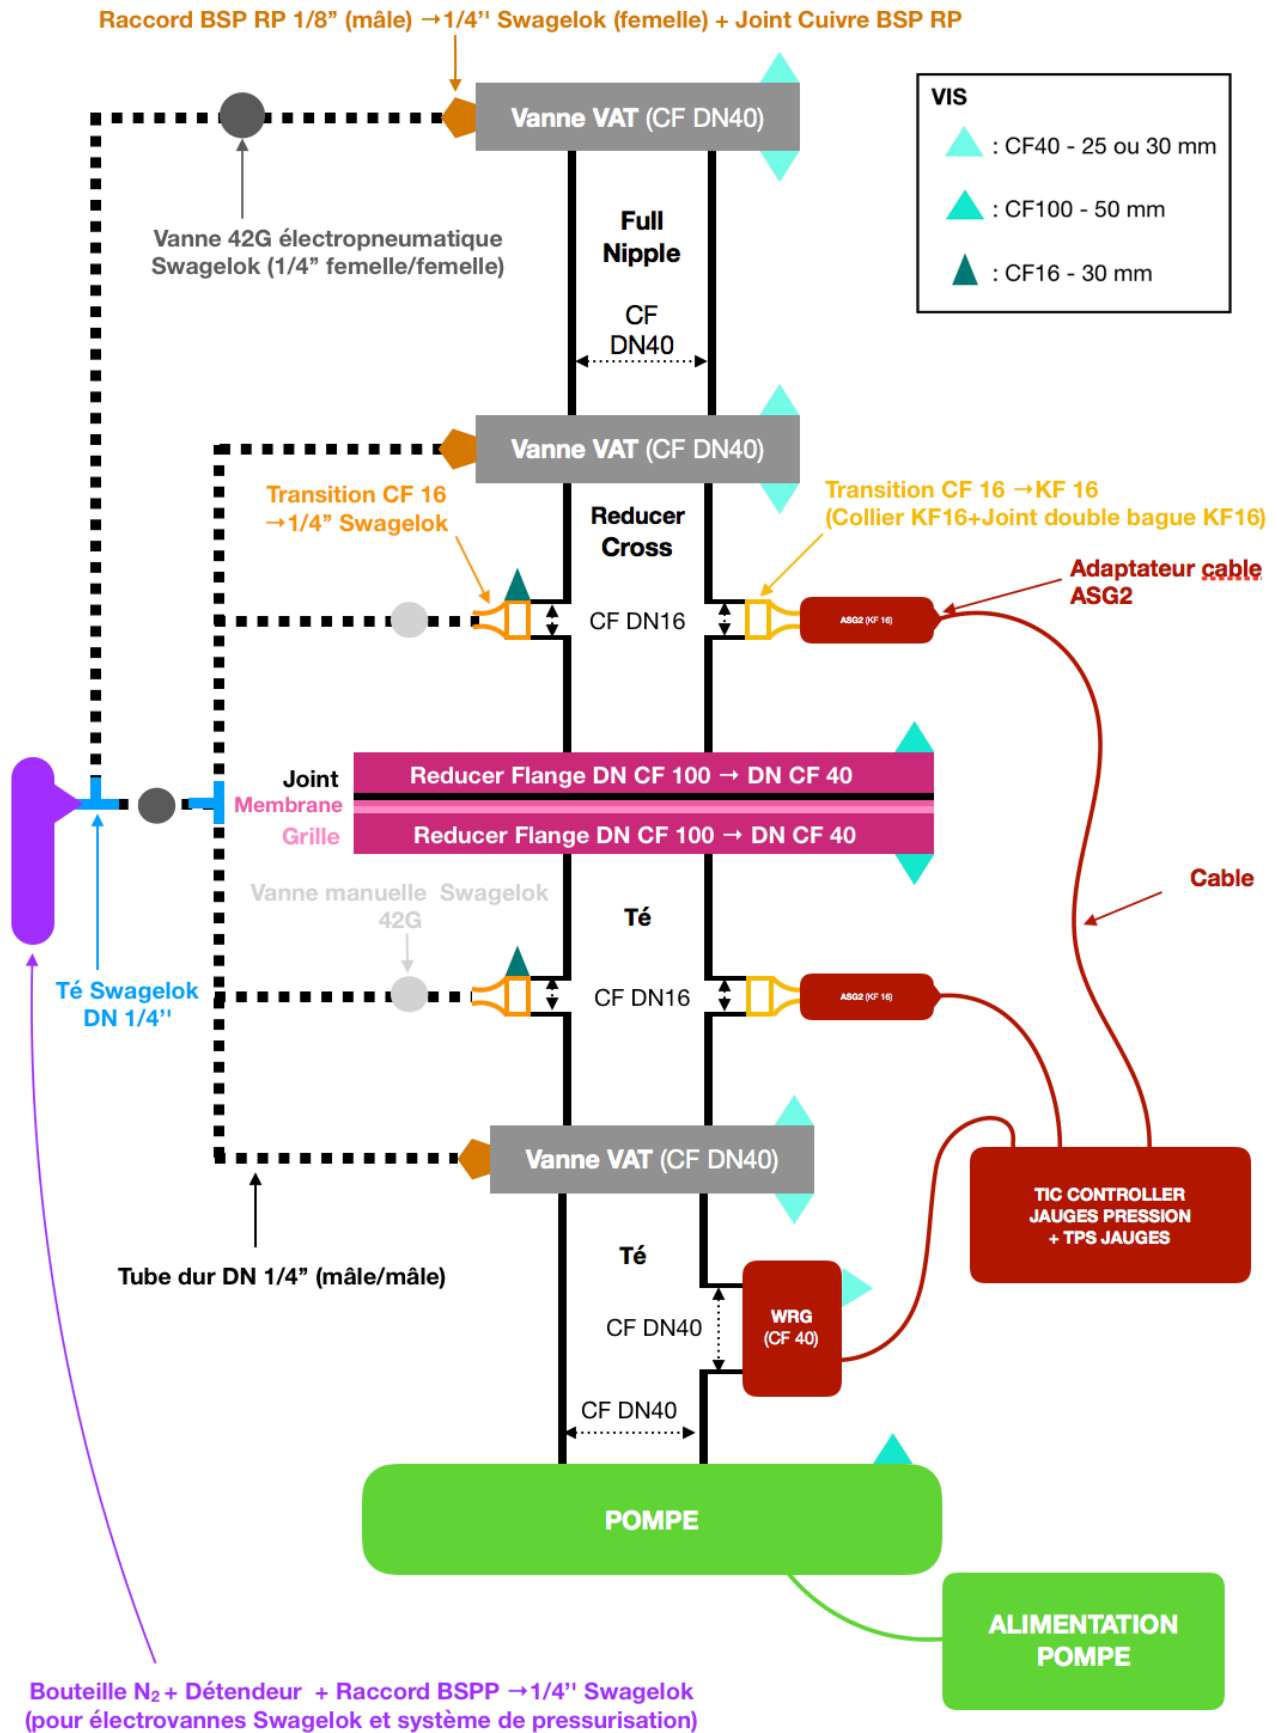 Raccord BSP RP 1/8” (mâle) →1/4'' Swagelok (femelle) + Joint Cuivre BSP RP
Vanne VAT (CF DN40)
VIS
: CF40 - 25 ou 30 mm
: CF100 - 50 mm
: CF16 - 30 mm
Vanne 42G électropneumatique
Swagelok (1/4” femelle/femelle)
Full
Nipple
CF
DN40
Vanne VAT (CF DN40)
Transition CF 16
→1/4” Swagelok
Reducer
Cross
Transition CF 16 →KF 16
(Collier KF16+Joint double bague KF16)
Adaptateur cable
ASG2
CF DN16
ASG2 (KF 16)
Joint
Membrane
Grille
Reducer Flange DN CF 100 → DN CF 40
Reducer Flange DN CF 100 → DN CF 40
Vanne manuelle Swagelok
42G
Té
Cable
Té Swagelok
DN 1/4''
CF DN16
ASG2 (KF 16)
Vanne VAT (CF DN40)
TIC CONTROLLER
JAUGES PRESSION
+ TPS JAUGES
Tube dur DN 1/4” (mâle/mâle)
Té
CF DN40
WRG
(CF 40)
CF DN40
POMPE
ALIMENTATION
POMPE
Bouteille N₂ + Détendeur + Raccord BSPP →1/4'' Swagelok
(pour électrovannes Swagelok et système de pressurisation)